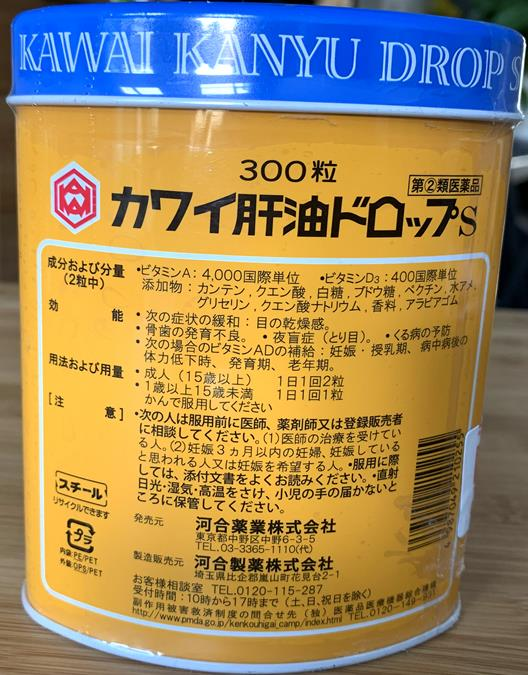 KAWAI KANYU DROP S
300粒
カワイ肝油ドロップS
指②類医薬品
KAWAI
成分および分量 (2粒中)
・ビタミンA: 4,000国際単位 ・ビタミンD3: 400国際単位
添加物: カンテン, クエン酸, 白糖, ブドウ糖, ペクチン, 水アメ,
グリセリン, クエン酸ナトリウム, 香料, アラビアゴム
効能
・次の症状の緩和: 目の乾燥感。
・骨歯の発育不良。 ・夜盲症(とり目)。 ・くる病の予防
・次の場合のビタミンADの補給: 妊娠・授乳期、病中病後の
体力低下時、発育期、老年期。
用法および用量
・成人(15歳以上) 1日1回2粒
・1歳以上15歳未満 1日1回1粒
かんで服用してください
[注意]
・次の人は服用前に医師、薬剤師又は登録販売者
に相談してください。(1)医師の治療を受けてい
る人。(2)妊娠3ヵ月以内の妊婦、妊娠している
と思われる人又は妊娠を希望する人。・服用に際
しては、添付文書をよくお読みください。・直射
日光・湿気・高温をさけ、小児の手の届かないと
ころに保管してください。
スチール
リサイクルできます
プラ
内袋:PE/PET
外蓋:OPS/PET
発売元 河合薬業株式会社
東京都中野区中野6-3-5
TEL.03-3365-1110(代)
製造販売元 河合製薬株式会社
埼玉県比企郡嵐山町花見台2-1
お客様相談室 TEL.0120-115-287
受付時間: 10時から17時まで(土、日、祝日を除く)
副作用被害救済制度の問合せ先(独)医薬品医療機器総合機構
http://www.pmda.go.jp/kenkouhigai_camp/index.html TEL.0120-149-931